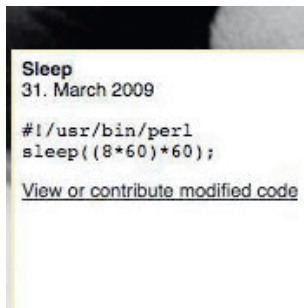 Sleep
31. March 2009
#!/usr/bin/perl
sleep((8*60)*60);
View or contribute modified code